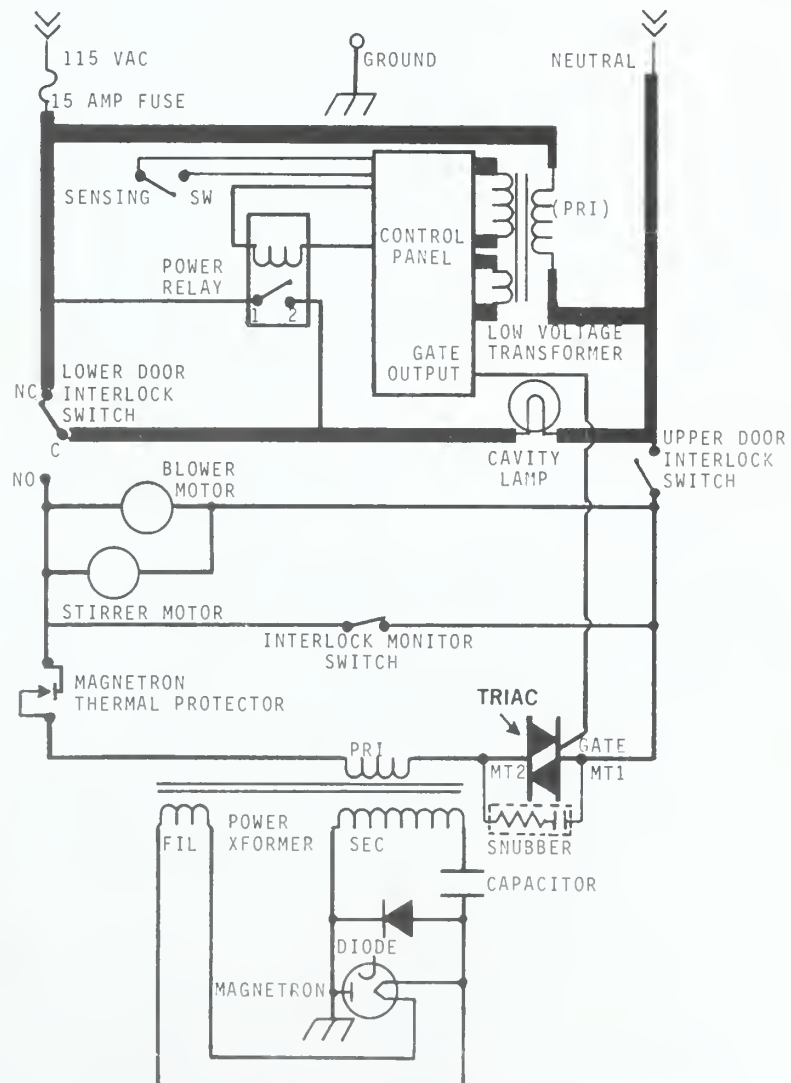 115 VAC
GROUND
NEUTRAL
15 AMP FUSE
SENSING SW
(PRI)
CONTROL
PANEL
POWER
RELAY
1 2
LOW VOLTAGE
TRANSFORMER
GATE
OUTPUT
LOWER DOOR
INTERLOCK
SWITCH
NC
C
NO
CAVITY
LAMP
UPPER DOOR
INTERLOCK
SWITCH
BLOWER
MOTOR
STIRRER MOTOR
INTERLOCK MONITOR
SWITCH
MAGNETRON
THERMAL PROTECTOR
TRIAC
PRI
GATE
MT2
MT1
SNUBBER
FIL
POWER
XFORMER
SEC
CAPACITOR
DIODE
MAGNETRON